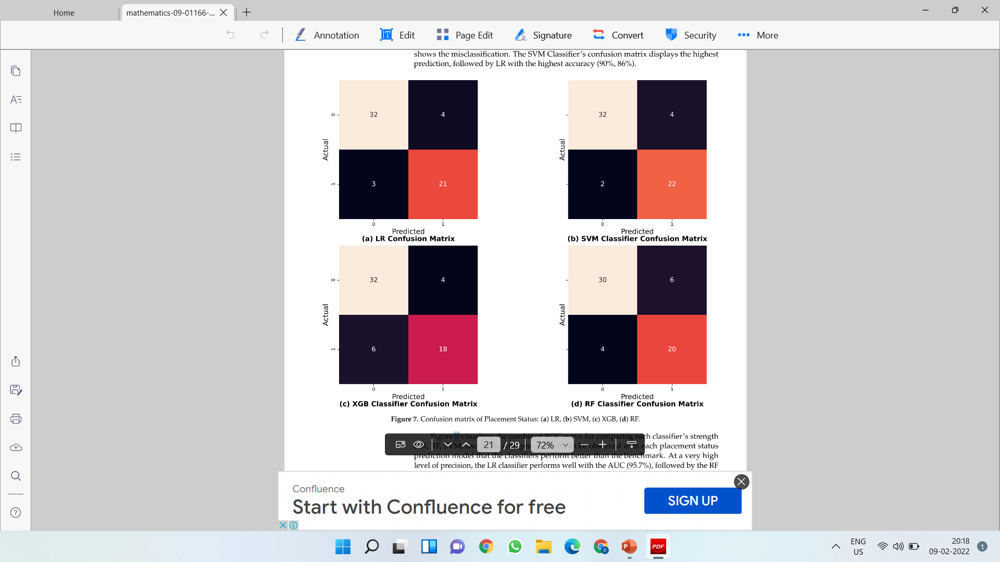 Home
mathematics-09-01166-...
Annotation
Edit
Page Edit
Signature
Convert
Security
More
shows the misclassification. The SVM Classifier's confusion matrix displays the highest
prediction, followed by LR with the highest accuracy (90%, 86%).
32 4
0
Actual
3 21
1
0 1
Predicted
(a) LR Confusion Matrix
32 4
Actual
2 22
0 1
Predicted
(b) SVM Classifier Confusion Matrix
32 4
0
Actual
6 18
1
0 1
Predicted
(c) XGB Classifier Confusion Matrix
30 6
Actual
4 20
0 1
Predicted
(d) RF Classifier Confusion Matrix
Figure 7. Confusion matrix of Placement Status: (a) LR, (b) SVM, (c) XGB, (d) RF.
Figure 8 visualizes the combined ROC curve for comparing each classifier's strength
RF, SVM, and be observed with each placement status
prediction model that the classifiers perform better than the benchmark. At a very high
level of precision, the LR classifier performs well with the AUC (95.7%), followed by the RF
21 / 29
72%
Confluence
Start with Confluence for free
SIGN UP
ENG
US
20:18
09-02-2022
1
PDF